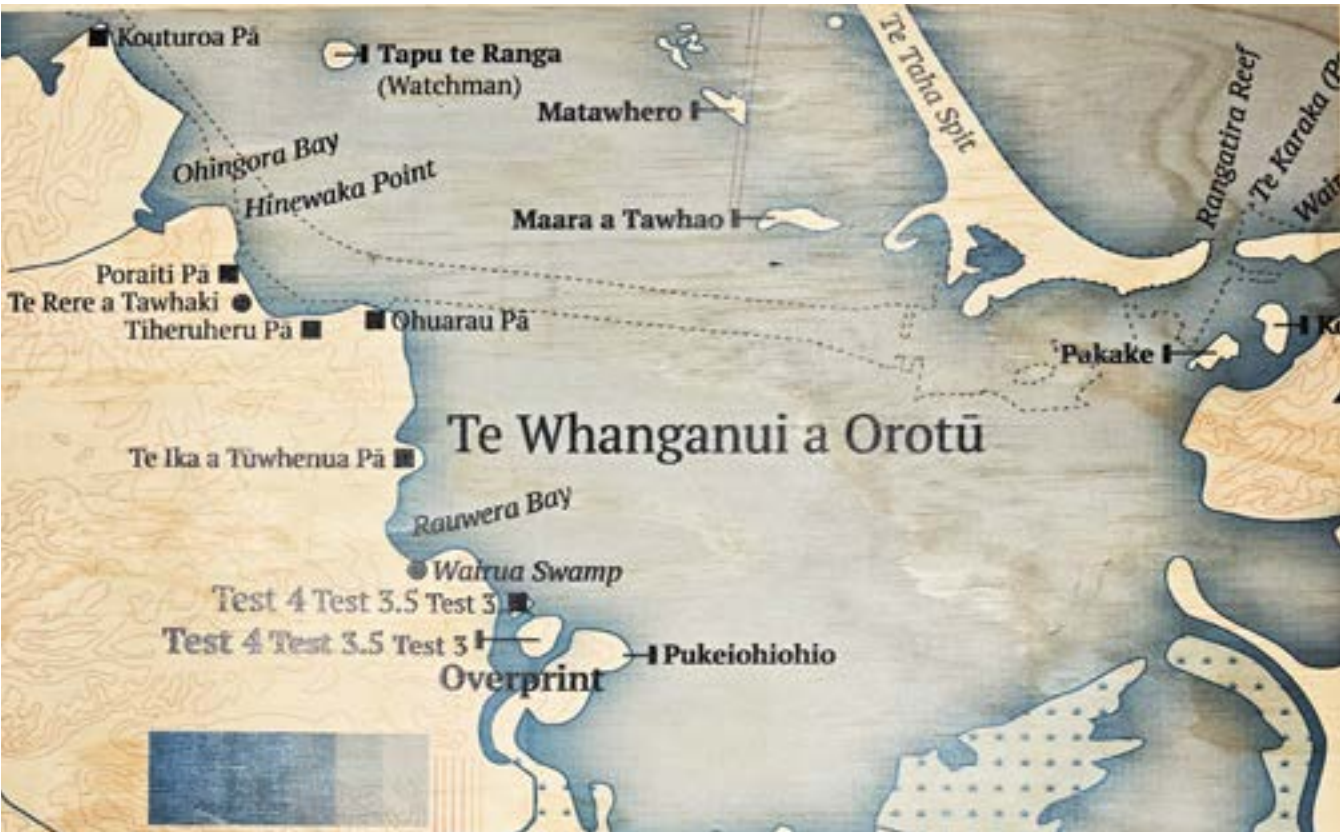 Kouturoa Pā
Tapu te Ranga
(Watchman)
Matawhero
Te Taha Spit
Rangatira Reef
Te Karaka
Ohingora Bay
Hinewaka Point
Maara a Tawhao
Poraiti Pā
Te Rere a Tawhaki
Tiheruheru Pā
Ohuarau Pā
Pakake
Te Whanganui a Orotū
Te Ika a Tūwhenua Pā
Rauwera Bay
Wairua Swamp
Test 4 Test 3.5 Test 3
Test 4 Test 3.5 Test 3
Pukeiohiohio
Overprint